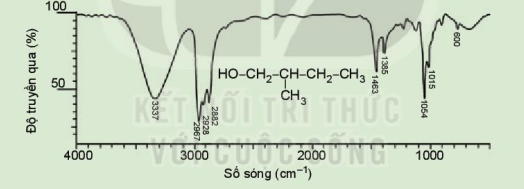 100
50
Độ truyền qua (%)
HO–CH₂–CH–CH₂–CH₃
CH₃
3337
2967
2928
2882
1463
1385
1054
1015
600
KẾT NỐI TRI THỨC
VỚI CUỘC SỐNG
4000 3000 2000 1000
Số sóng (cm⁻¹)